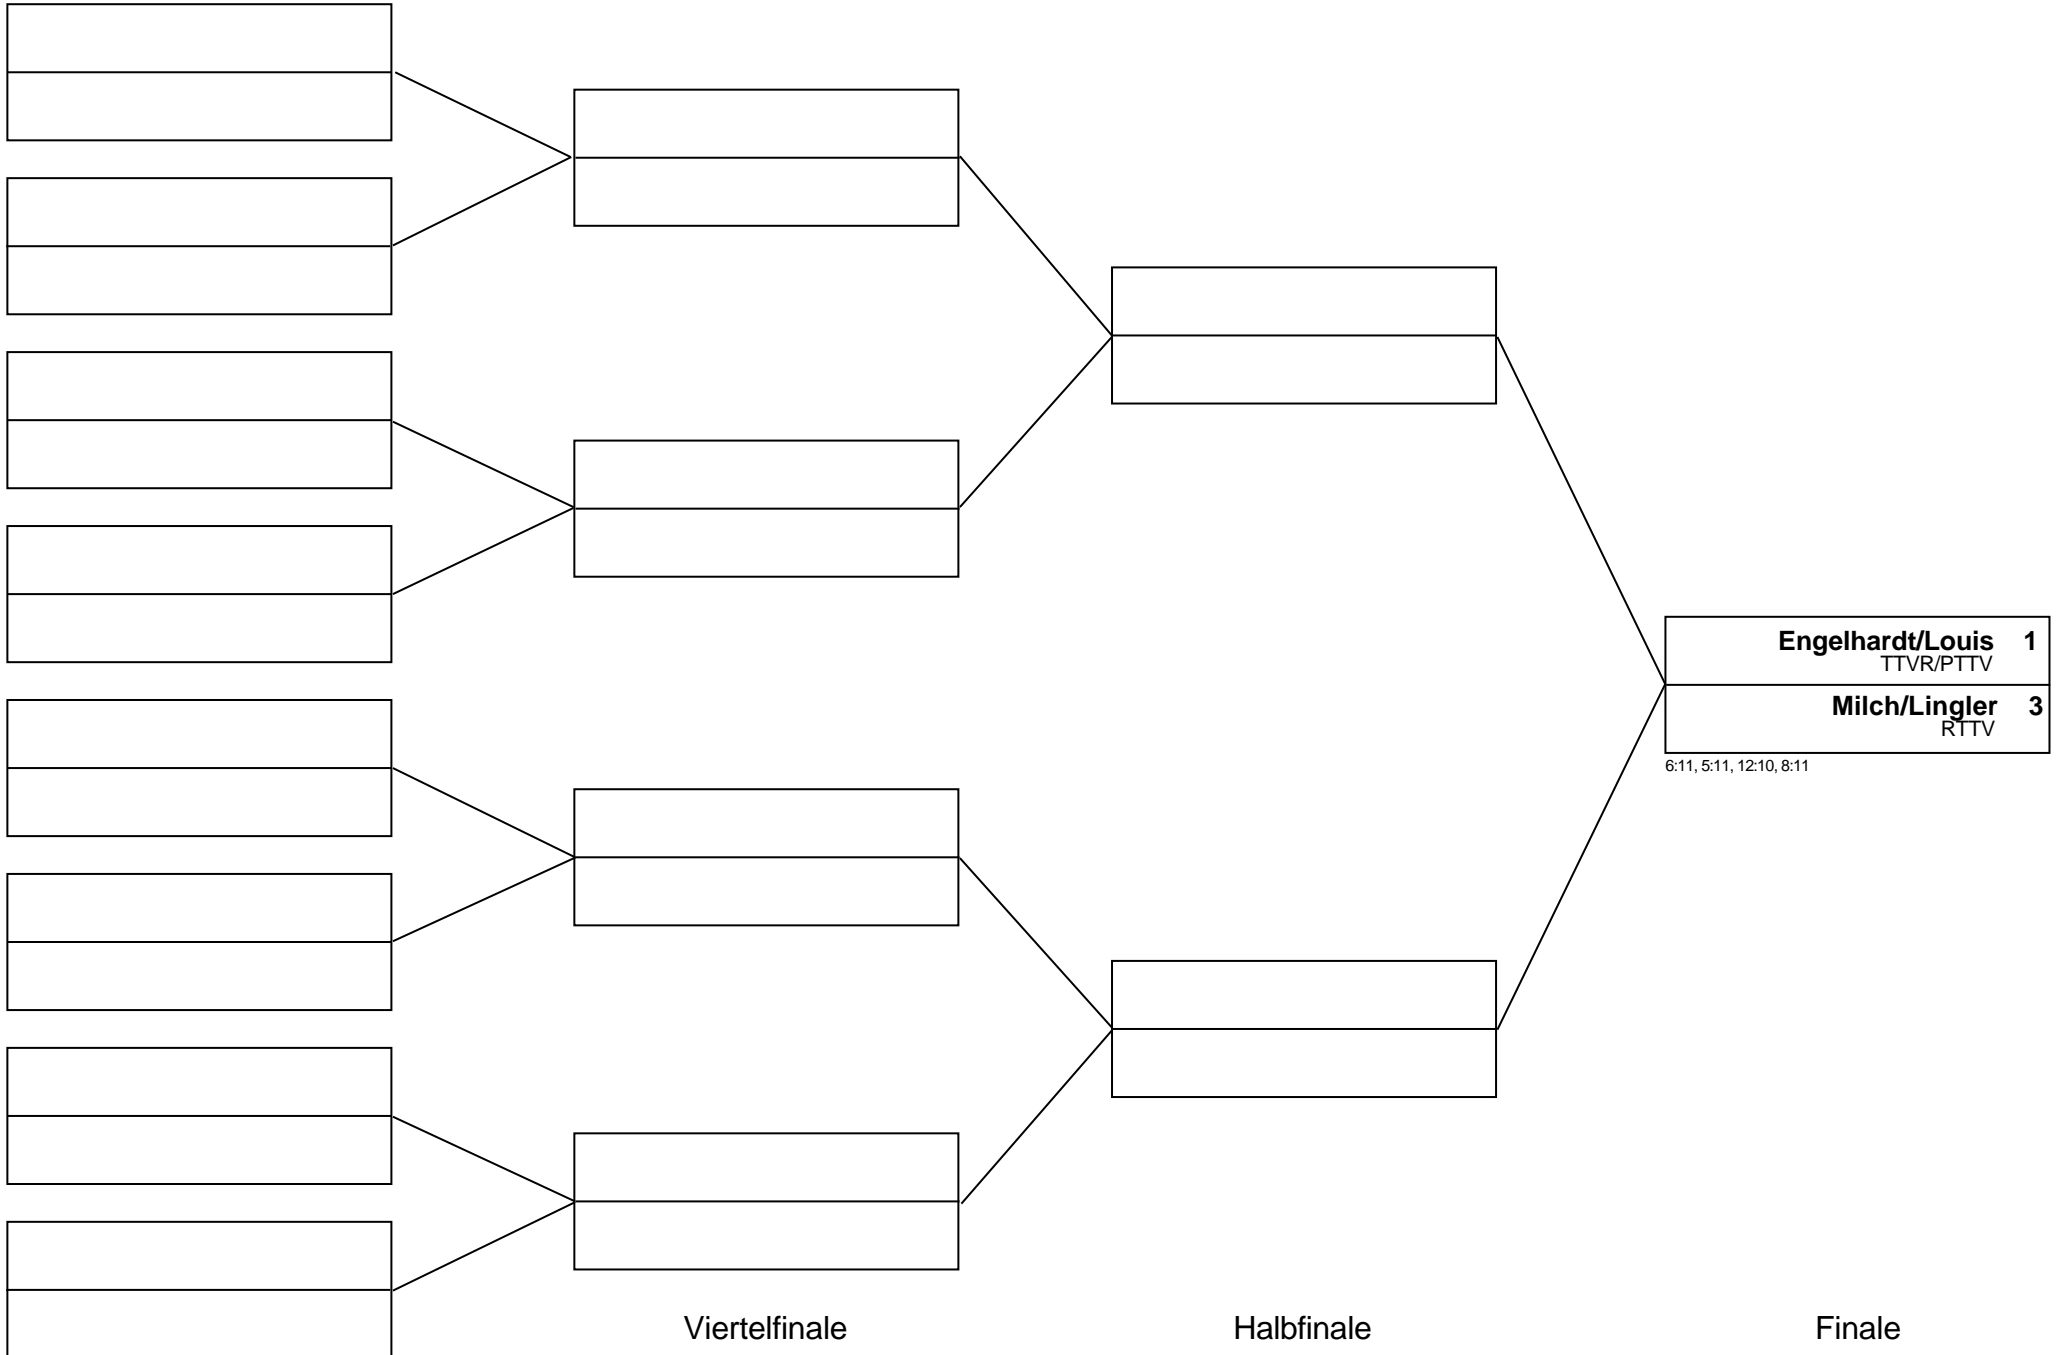 Engelhardt/Louis 1
TTVR/PTTV
Milch/Lingler 3
RTTV
6:11, 5:11, 12:10, 8:11
Viertelfinale Halbfinale Finale